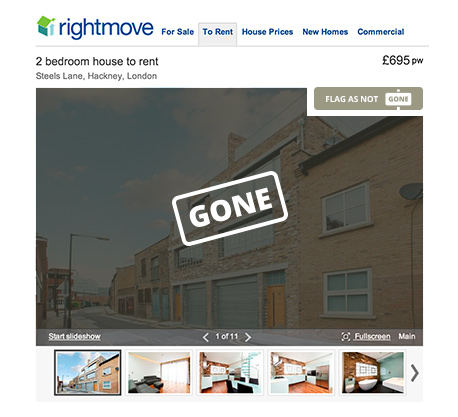 rightmove
For Sale To Rent House Prices New Homes Commercial
2 bedroom house to rent £695 pw
Steels Lane, Hackney, London
FLAG AS NOT GONE
GONE
Start slideshow 1 of 11 Fullscreen Main